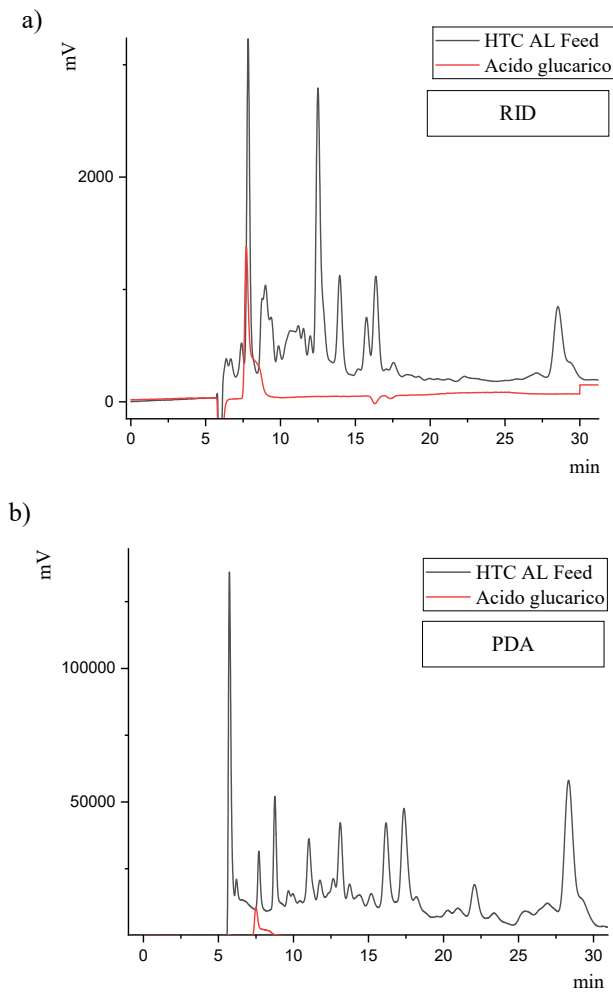 a)
mV
HTC AL Feed
Acido glucarico
RID
2000
0
0 5 10 15 20 25 30
min
b)
mV
HTC AL Feed
Acido glucarico
PDA
100000
50000
0 5 10 15 20 25 30
min